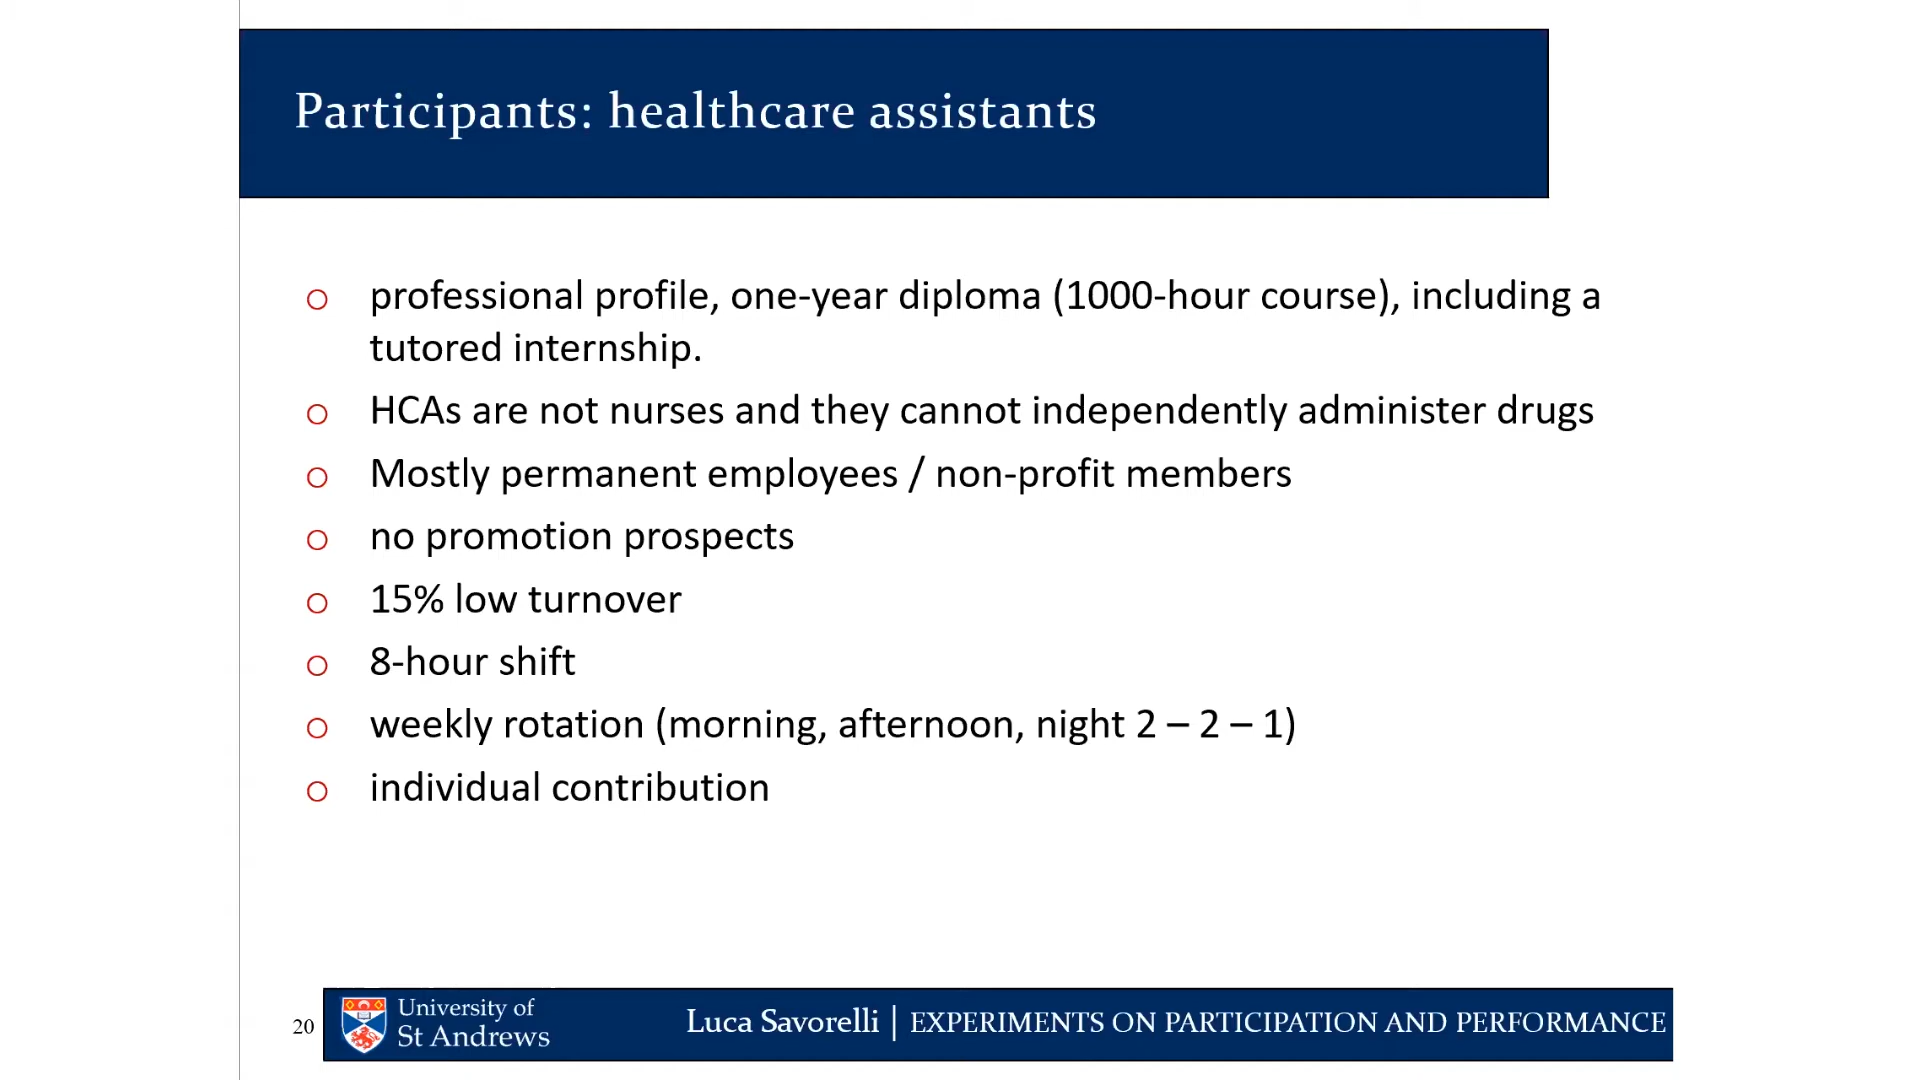 Participants: healthcare assistants
professional profile, one-year diploma (1000-hour course), including a
tutored internship.
HCAs are not nurses and they cannot independently administer drugs
Mostly permanent employees / non-profit members
no promotion prospects
15% low turnover
8-hour shift
weekly rotation (morning, afternoon, night 2 – 2 – 1)
individual contribution
20
University of
St Andrews
Luca Savorelli | EXPERIMENTS ON PARTICIPATION AND PERFORMANCE